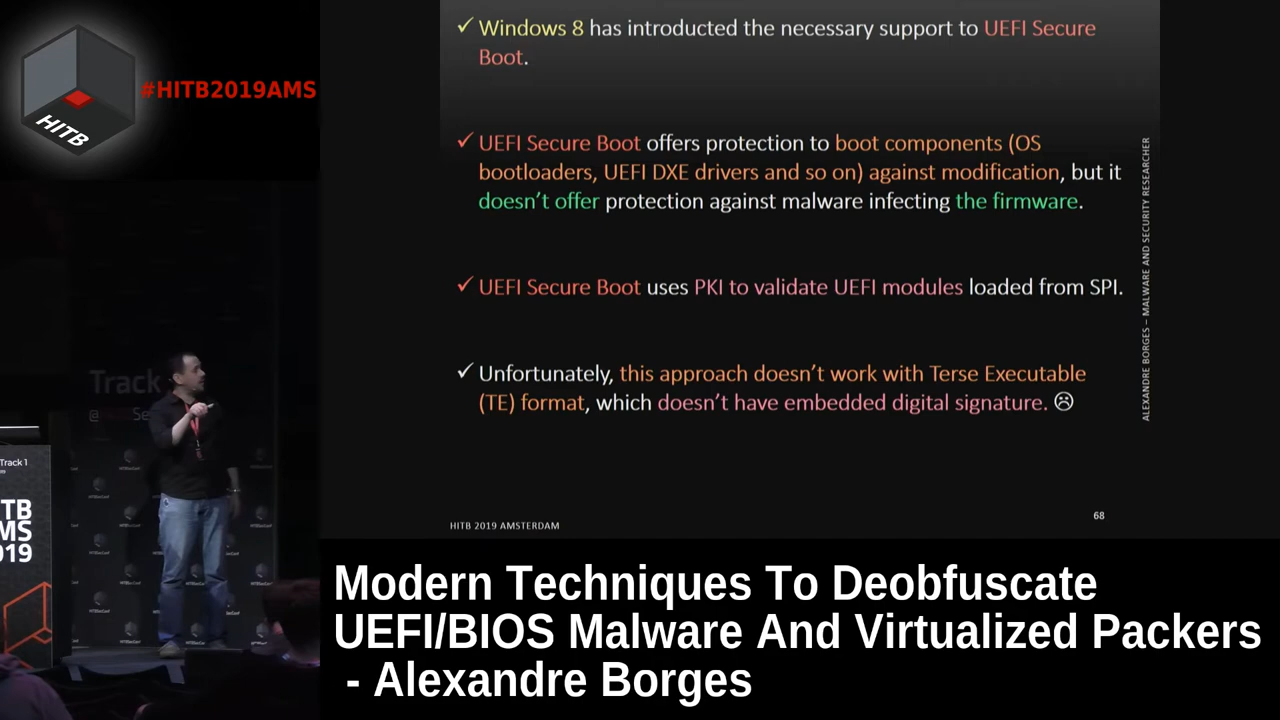 HITB
#HITB2019AMS
✓ Windows 8 has introducted the necessary support to UEFI Secure
Boot.
✓ UEFI Secure Boot offers protection to boot components (OS
bootloaders, UEFI DXE drivers and so on) against modification, but it
doesn't offer protection against malware infecting the firmware.
✓ UEFI Secure Boot uses PKI to validate UEFI modules loaded from SPI.
✓ Unfortunately, this approach doesn't work with Terse Executable
(TE) format, which doesn't have embedded digital signature. ☹
ALEXANDRE BORGES – MALWARE AND SECURITY RESEARCHER
HITB 2019 AMSTERDAM
68
Track
Track 1
ITB
MS
019
Modern Techniques To Deobfuscate
UEFI/BIOS Malware And Virtualized Packers
- Alexandre Borges